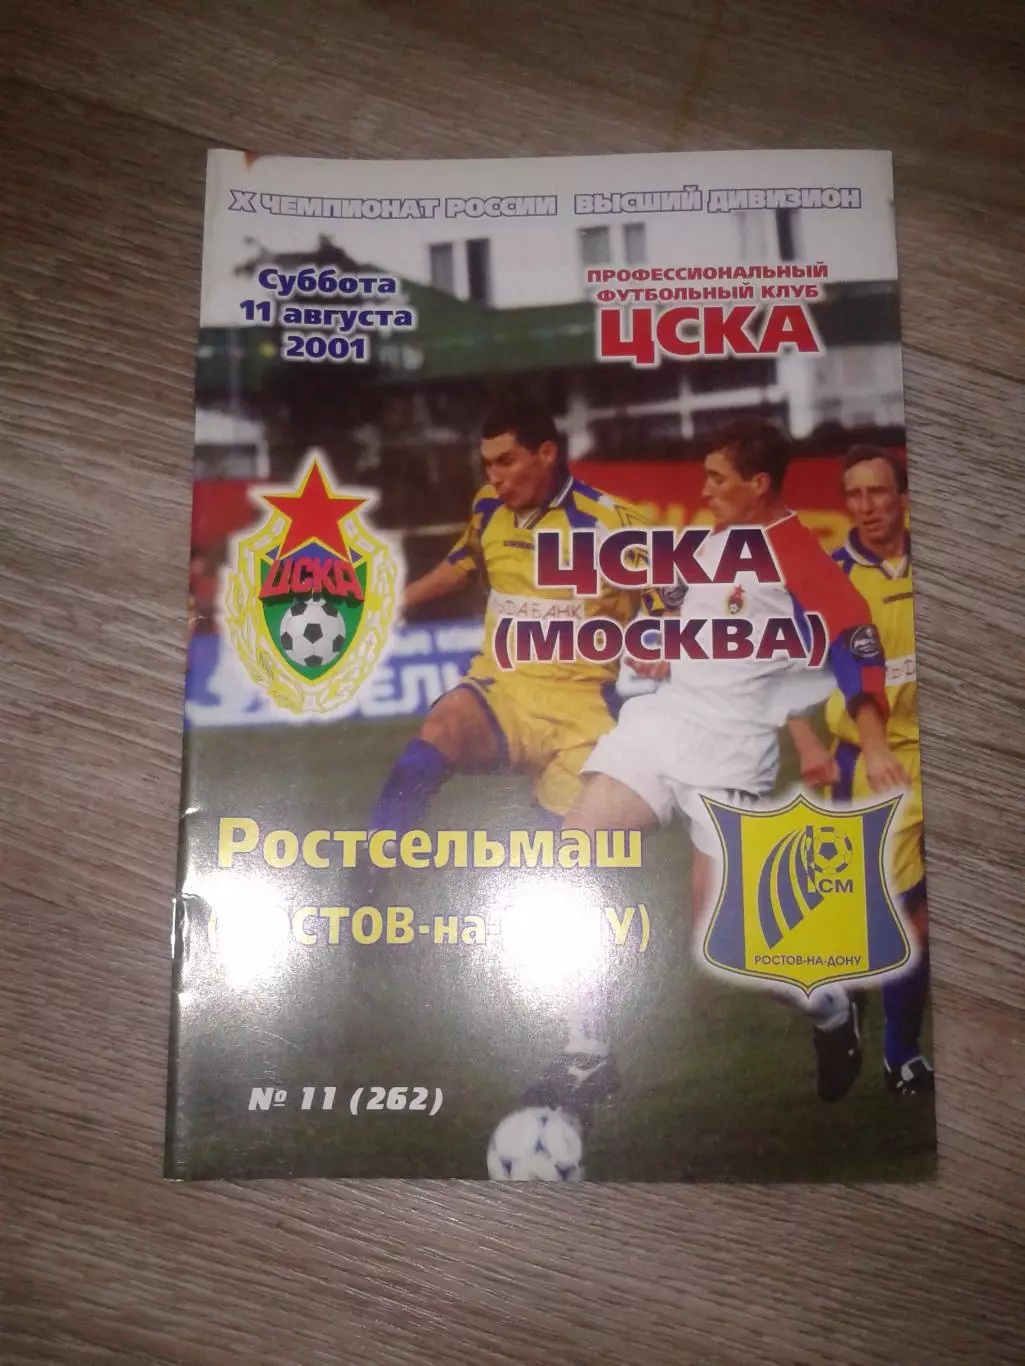 X ЧЕМПИОНАТ РОССИИ ВЫСШИЙ ДИВИЗИОН
Суббота
11 августа
2001
ПРОФЕССИОНАЛЬНЫЙ
ФУТБОЛЬНЫЙ КЛУБ
ЦСКА
ЦСКА
ЦСКА
(МОСКВА)
Ростсельмаш
на
СМ
РОСТОВ-НА-ДОНУ
№ 11 (262)